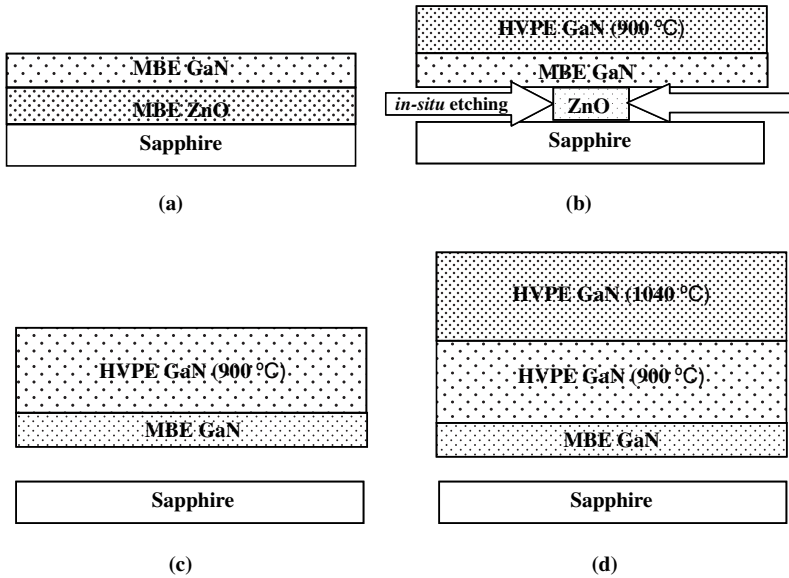 MBE GaN
MBE ZnO
Sapphire
(a)
HVPE GaN (900 ℃)
MBE GaN
in-situ etching
ZnO
Sapphire
(b)
HVPE GaN (900 ℃)
MBE GaN
Sapphire
(c)
HVPE GaN (1040 ℃)
HVPE GaN (900 ℃)
MBE GaN
Sapphire
(d)